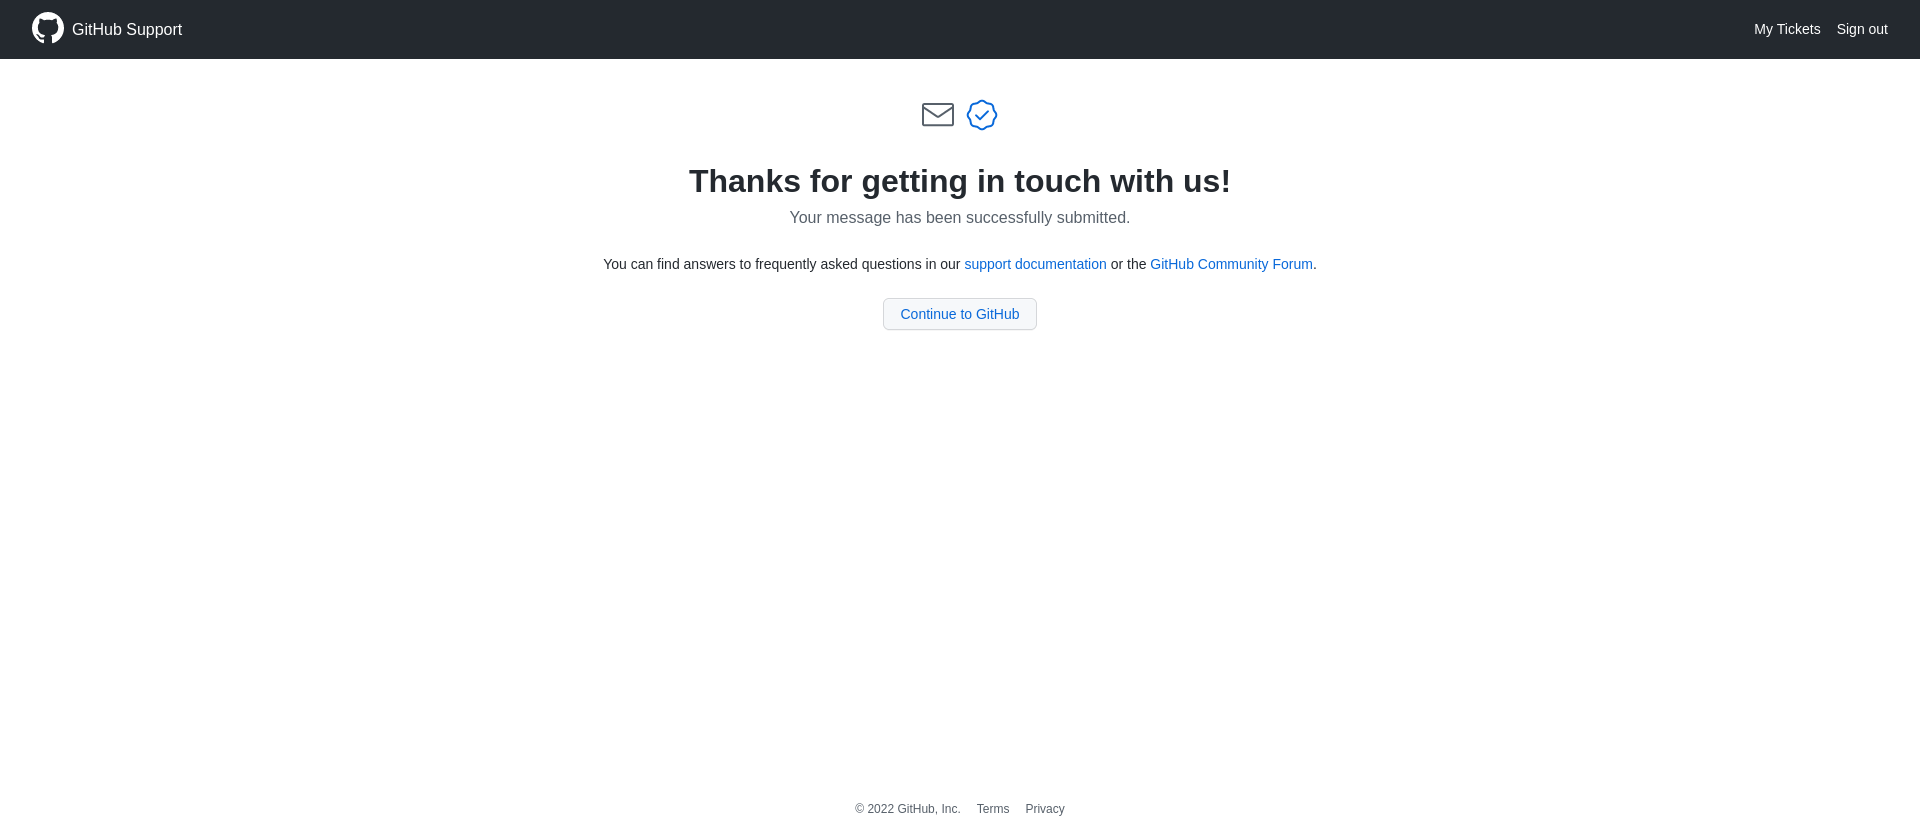 GitHub Support
My Tickets
Sign out
Thanks for getting in touch with us!
Your message has been successfully submitted.
You can find answers to frequently asked questions in our support documentation or the GitHub Community Forum.
Continue to GitHub
© 2022 GitHub, Inc. Terms Privacy